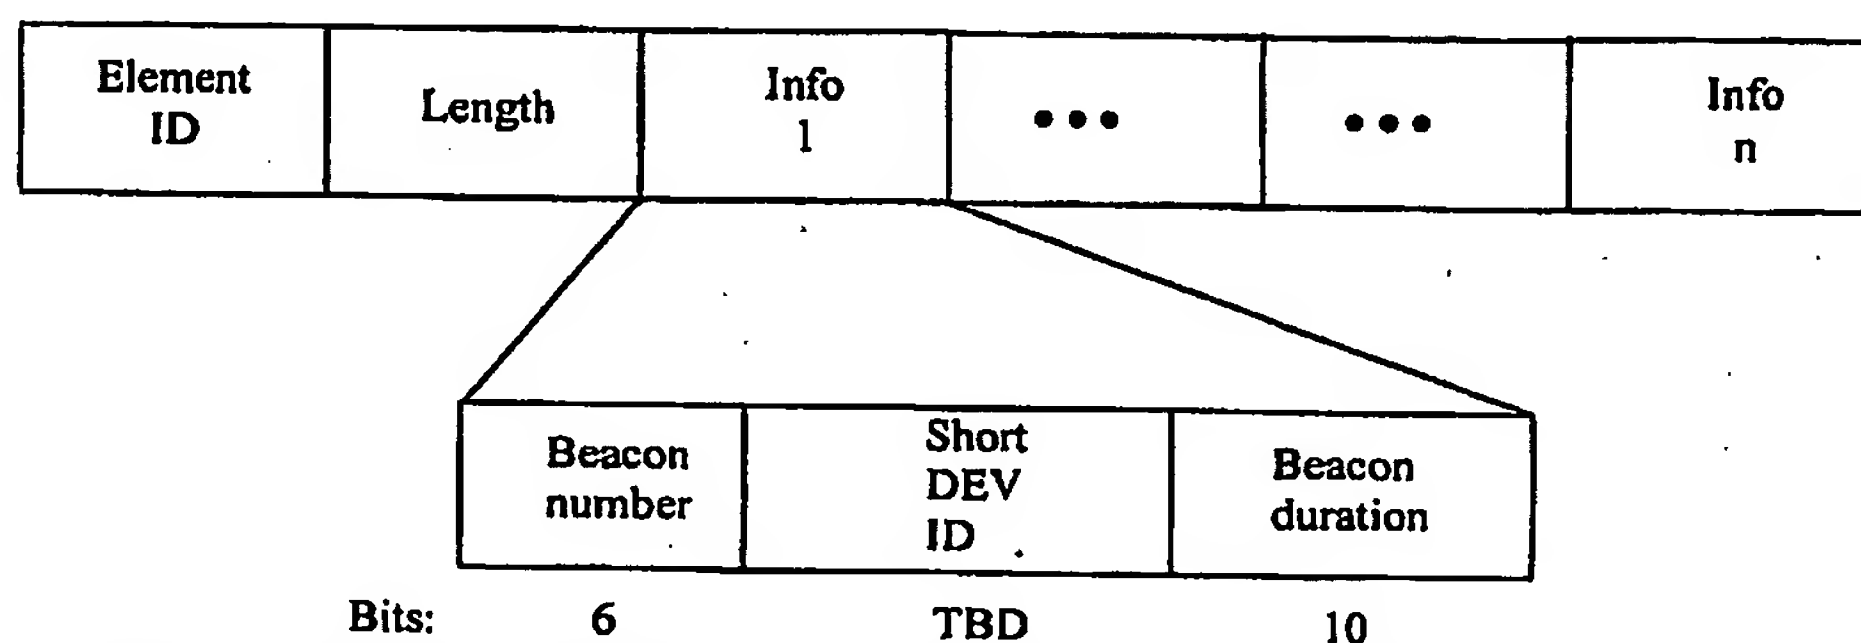 Element
ID
Length
Info
1
•••
•••
Info
n
Beacon
number
Short
DEV
ID
Beacon
duration
Bits: 6 TBD 10